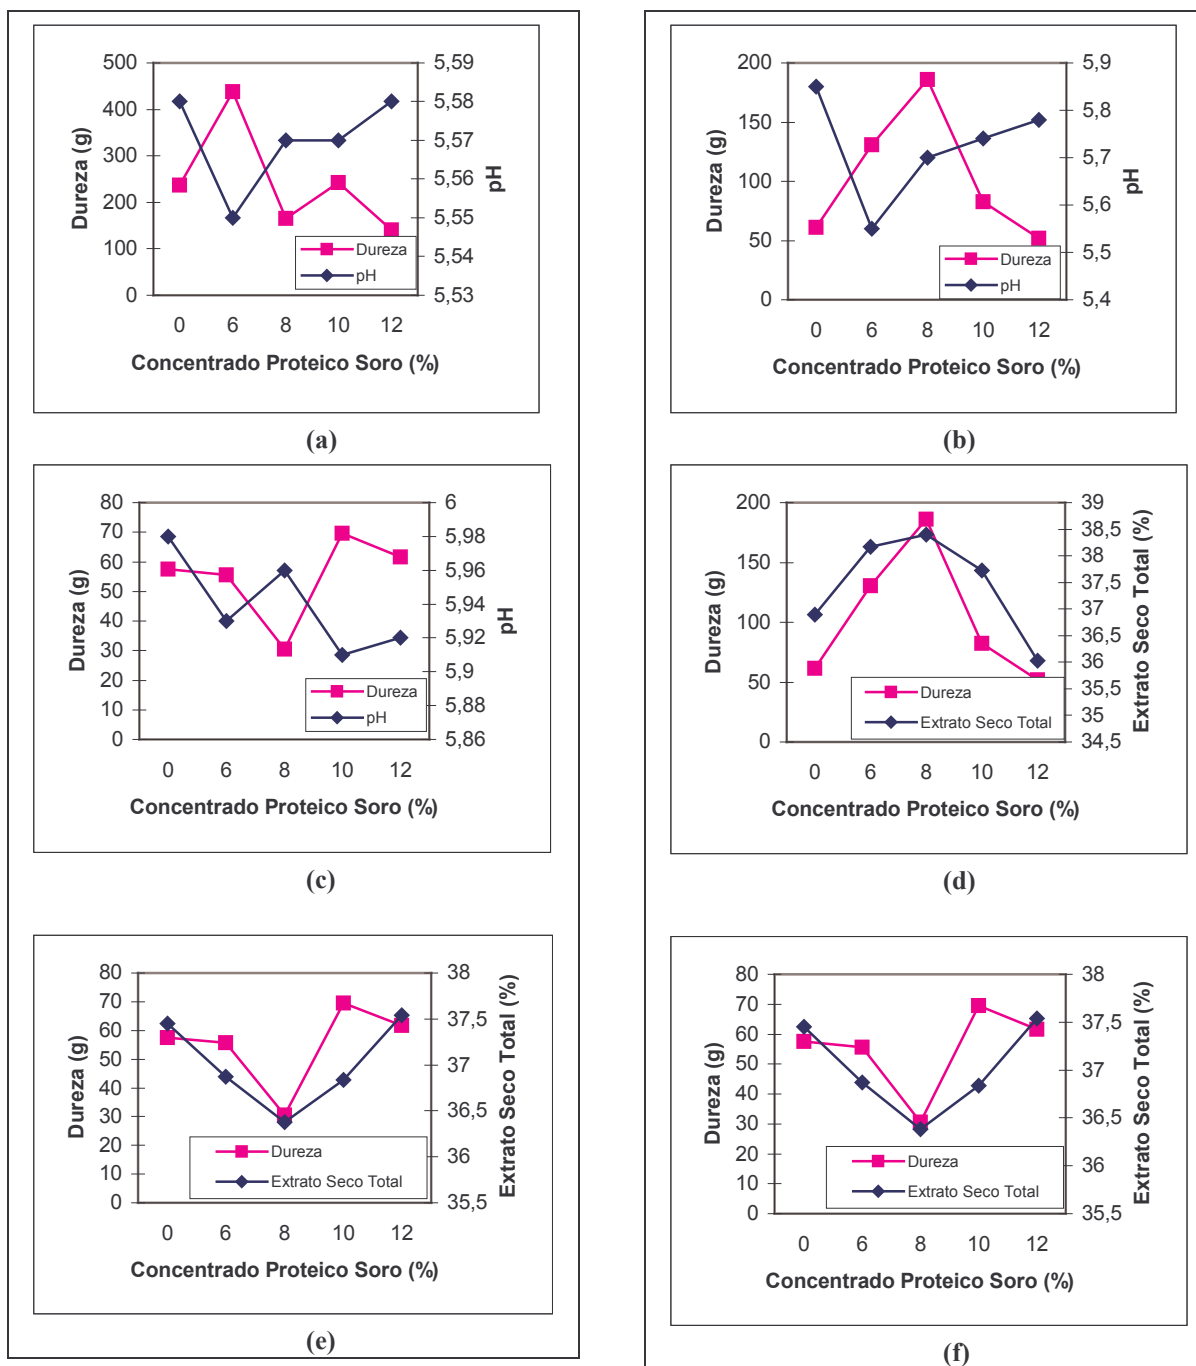 500
400
300
200
100
0
Dureza (g)
5,59
5,58
5,57
5,56
5,55
5,54
5,53
pH
Dureza
pH
0 6 8 10 12
Concentrado Proteico Soro (%)
(a)
200
150
100
50
0
Dureza (g)
5,9
5,8
5,7
5,6
5,5
5,4
pH
Dureza
pH
0 6 8 10 12
Concentrado Proteico Soro (%)
(b)
80
70
60
50
40
30
20
10
0
Dureza (g)
6
5,98
5,96
5,94
5,92
5,9
5,88
5,86
pH
Dureza
pH
0 6 8 10 12
Concentrado Proteico Soro (%)
(c)
200
150
100
50
0
Dureza (g)
39
38,5
38
37,5
37
36,5
36
35,5
35
34,5
Extrato Seco Total (%)
Dureza
Extrato Seco Total
0 6 8 10 12
Concentrado Proteico Soro (%)
(d)
80
70
60
50
40
30
20
10
0
Dureza (g)
38
37,5
37
36,5
36
35,5
Extrato Seco Total (%)
Dureza
Extrato Seco Total
0 6 8 10 12
Concentrado Proteico Soro (%)
(e)
80
70
60
50
40
30
20
10
0
Dureza (g)
38
37,5
37
36,5
36
35,5
Extrato Seco Total (%)
Dureza
Extrato Seco Total
0 6 8 10 12
Concentrado Proteico Soro (%)
(f)